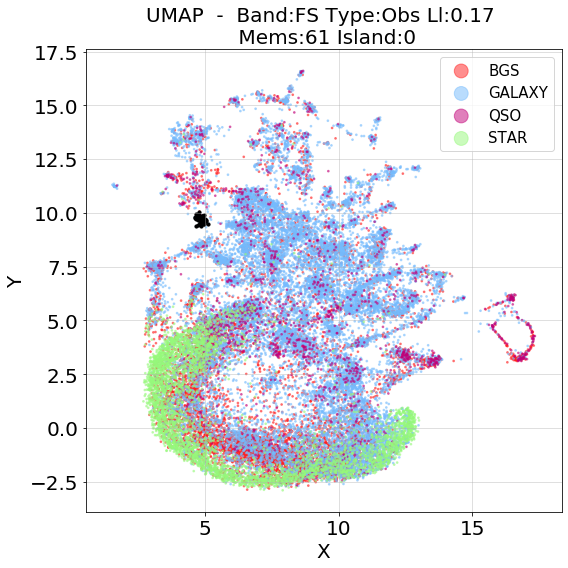 UMAP - Band:FS Type:Obs Ll:0.17
Mems:61 Island:0
17.5
15.0
12.5
10.0
7.5
5.0
2.5
0.0
−2.5
Y
5
10
15
X
BGS
GALAXY
QSO
STAR